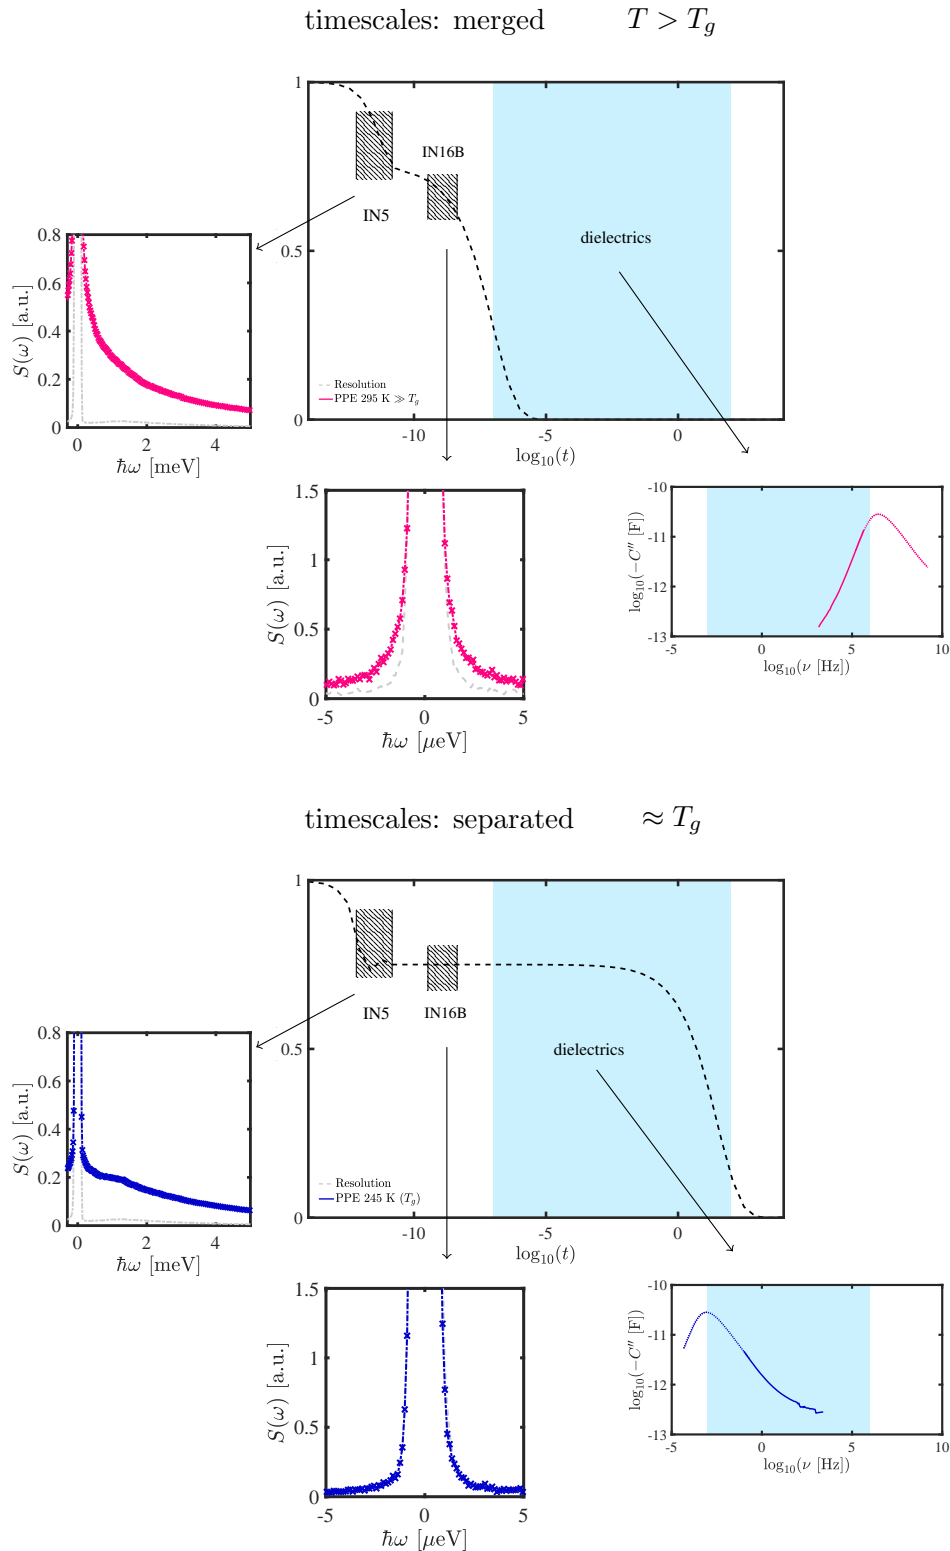 timescales: merged T > T_g
1
0.5
0
-10 -5 0
log₁₀(t)
IN5
IN16B
dielectrics
Resolution
PPE 295 K ≫ T_g
0.8
0.6
0.4
0.2
0
0 2 4
S(ω) [a.u.]
ħω [meV]
1.5
1
0.5
0
-5 0 5
S(ω) [a.u.]
ħω [μeV]
-10
-11
-12
-13
-5 0 5 10
log₁₀(−C″ [F])
log₁₀(ν [Hz])
timescales: separated ≈ T_g
1
0.5
0
-10 -5 0
log₁₀(t)
IN5
IN16B
dielectrics
Resolution
PPE 245 K (T_g)
0.8
0.6
0.4
0.2
0
0 2 4
S(ω) [a.u.]
ħω [meV]
1.5
1
0.5
0
-5 0 5
S(ω) [a.u.]
ħω [μeV]
-10
-11
-12
-13
-5 0 5 10
log₁₀(−C″ [F])
log₁₀(ν [Hz])